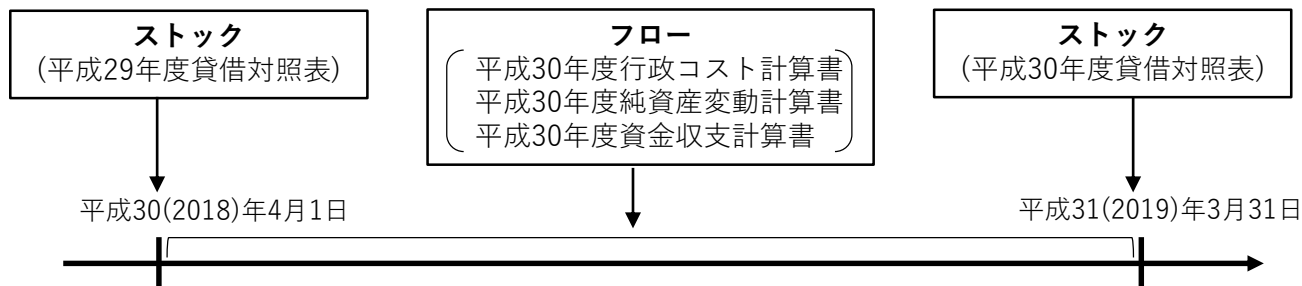 ストック
(平成29年度貸借対照表)
フロー
平成30年度行政コスト計算書
平成30年度純資産変動計算書
平成30年度資金収支計算書
ストック
(平成30年度貸借対照表)
平成30(2018)年4月1日
平成31(2019)年3月31日